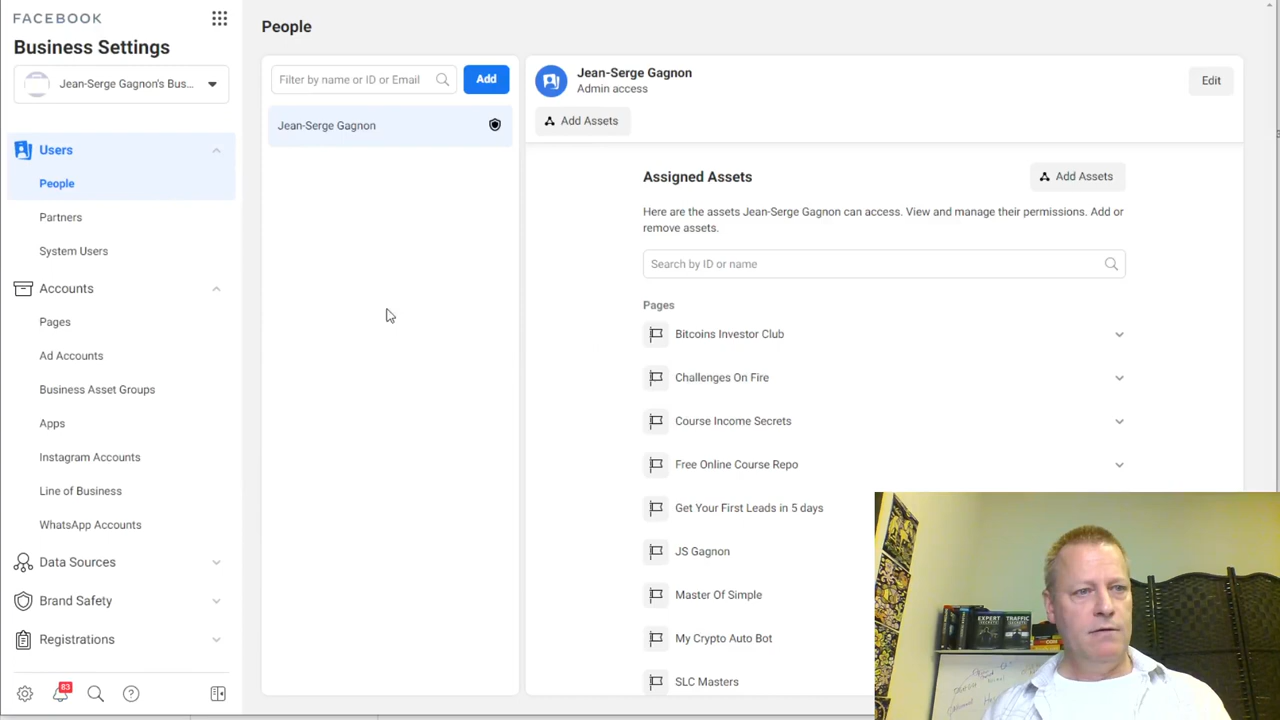 FACEBOOK
Business Settings
Jean-Serge Gagnon's Bus...
Users
People
Partners
System Users
Accounts
Pages
Ad Accounts
Business Asset Groups
Apps
Instagram Accounts
Line of Business
WhatsApp Accounts
Data Sources
Brand Safety
Registrations
83
People
Filter by name or ID or Email
Add
Jean-Serge Gagnon
Jean-Serge Gagnon
Admin access
Edit
Add Assets
Assigned Assets
Add Assets
Here are the assets Jean-Serge Gagnon can access. View and manage their permissions. Add or
remove assets.
Search by ID or name
Pages
Bitcoins Investor Club
Challenges On Fire
Course Income Secrets
Free Online Course Repo
Get Your First Leads in 5 days
JS Gagnon
Master Of Simple
My Crypto Auto Bot
SLC Masters
EXPERT
SECRETS
TRAFFIC
SECRETS